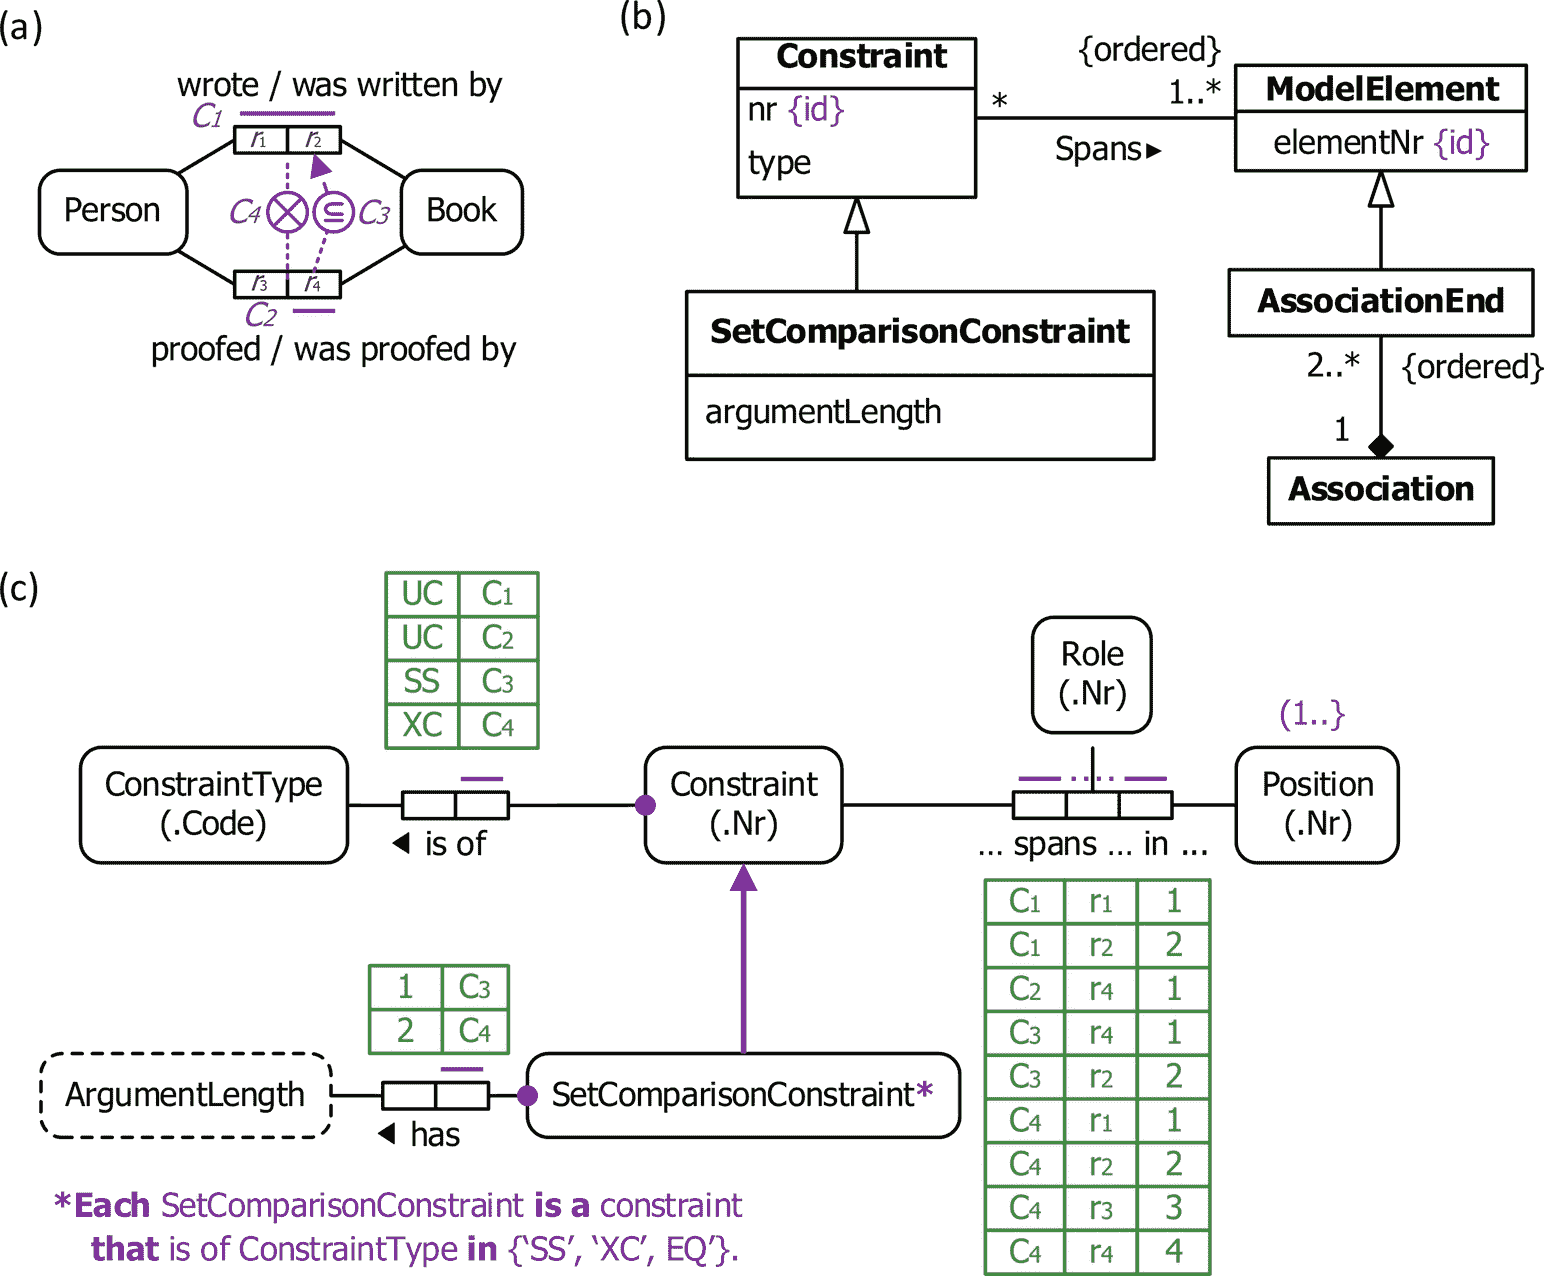 (a)
wrote / was written by
C1
r1 r2
Person
C4
⊆
C3
Book
r3 r4
C2
proofed / was proofed by
(b)
Constraint
nr {id}
type
*
{ordered}
1..*
Spans ▸
ModelElement
elementNr {id}
SetComparisonConstraint
argumentLength
AssociationEnd
2..*
{ordered}
1
Association
(c)
UC C1
UC C2
SS C3
XC C4
ConstraintType
(.Code)
◄ is of
Constraint
(.Nr)
Role
(.Nr)
(1..}
Position
(.Nr)
... spans ... in ...
C1 r1 1
C1 r2 2
C2 r4 1
C3 r4 1
C3 r2 2
C4 r1 1
C4 r2 2
C4 r3 3
C4 r4 4
1 C3
2 C4
ArgumentLength
◄ has
SetComparisonConstraint*
*Each SetComparisonConstraint is a constraint
that is of ConstraintType in {‘SS’, ‘XC’, EQ’}.